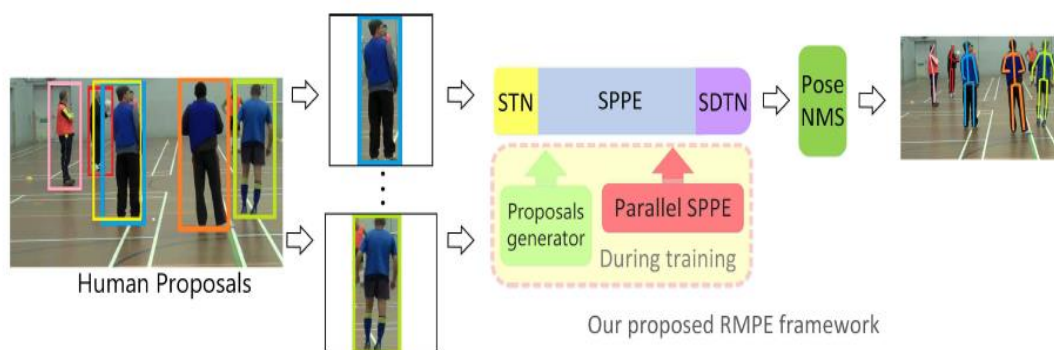 Human Proposals
STN
SPPE
SDTN
Proposals
generator
Parallel SPPE
During training
Pose
NMS
Our proposed RMPE framework